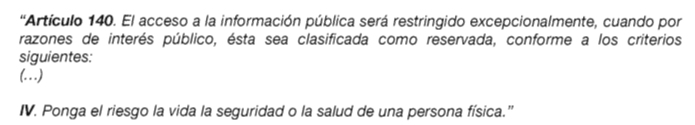 “Artículo 140. El acceso a la información pública será restringido excepcionalmente, cuando por
razones de interés público, ésta sea clasificada como reservada, conforme a los criterios
siguientes:
(...)
IV. Ponga el riesgo la vida la seguridad o la salud de una persona física.”